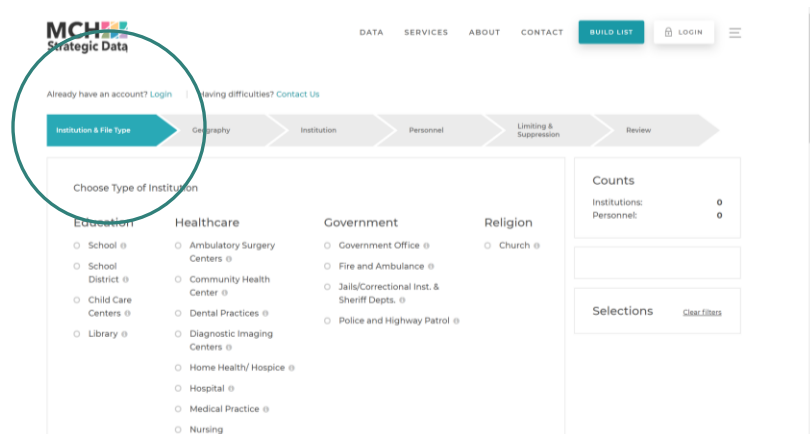 MCH
Strategic Data
DATA SERVICES ABOUT CONTACT BUILD LIST LOGIN
Already have an account? Login | Having difficulties? Contact Us
Institution & File Type
Geography
Institution
Personnel
Limiting &
Suppression
Review
Choose Type of Institution
Education
School
School
District
Child Care
Centers
Library
Healthcare
Ambulatory Surgery
Centers
Community Health
Center
Dental Practices
Diagnostic Imaging
Centers
Home Health/ Hospice
Hospital
Medical Practice
Nursing
Government
Government Office
Fire and Ambulance
Jails/Correctional Inst. &
Sheriff Depts.
Police and Highway Patrol
Religion
Church
Counts
Institutions: 0
Personnel: 0
Selections Clear filters